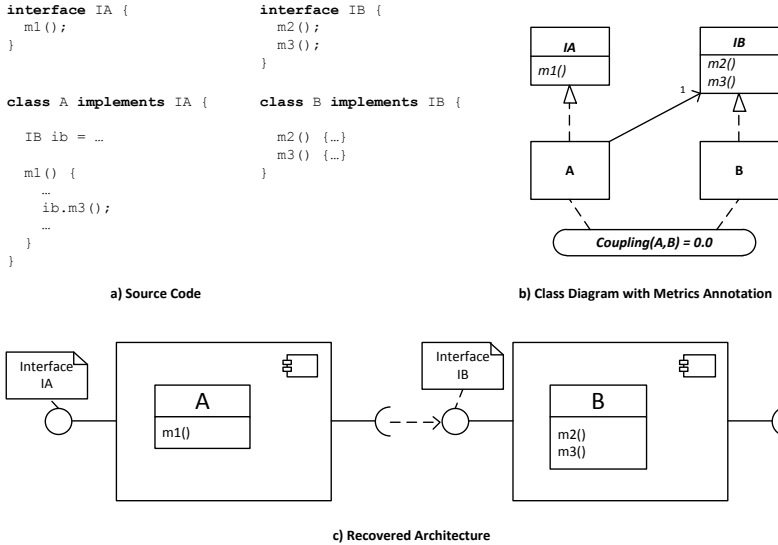 interface IA {
m1();
}
class A implements IA {
IB ib = …
m1() {
…
ib.m3();
…
}
}
interface IB {
m2();
m3();
}
class B implements IB {
m2() {…}
m3() {…}
}
a) Source Code
IA
m1()
IB
m2()
m3()
1
A
B
Coupling(A,B) = 0.0
b) Class Diagram with Metrics Annotation
Interface
IA
A
m1()
Interface
IB
B
m2()
m3()
c) Recovered Architecture